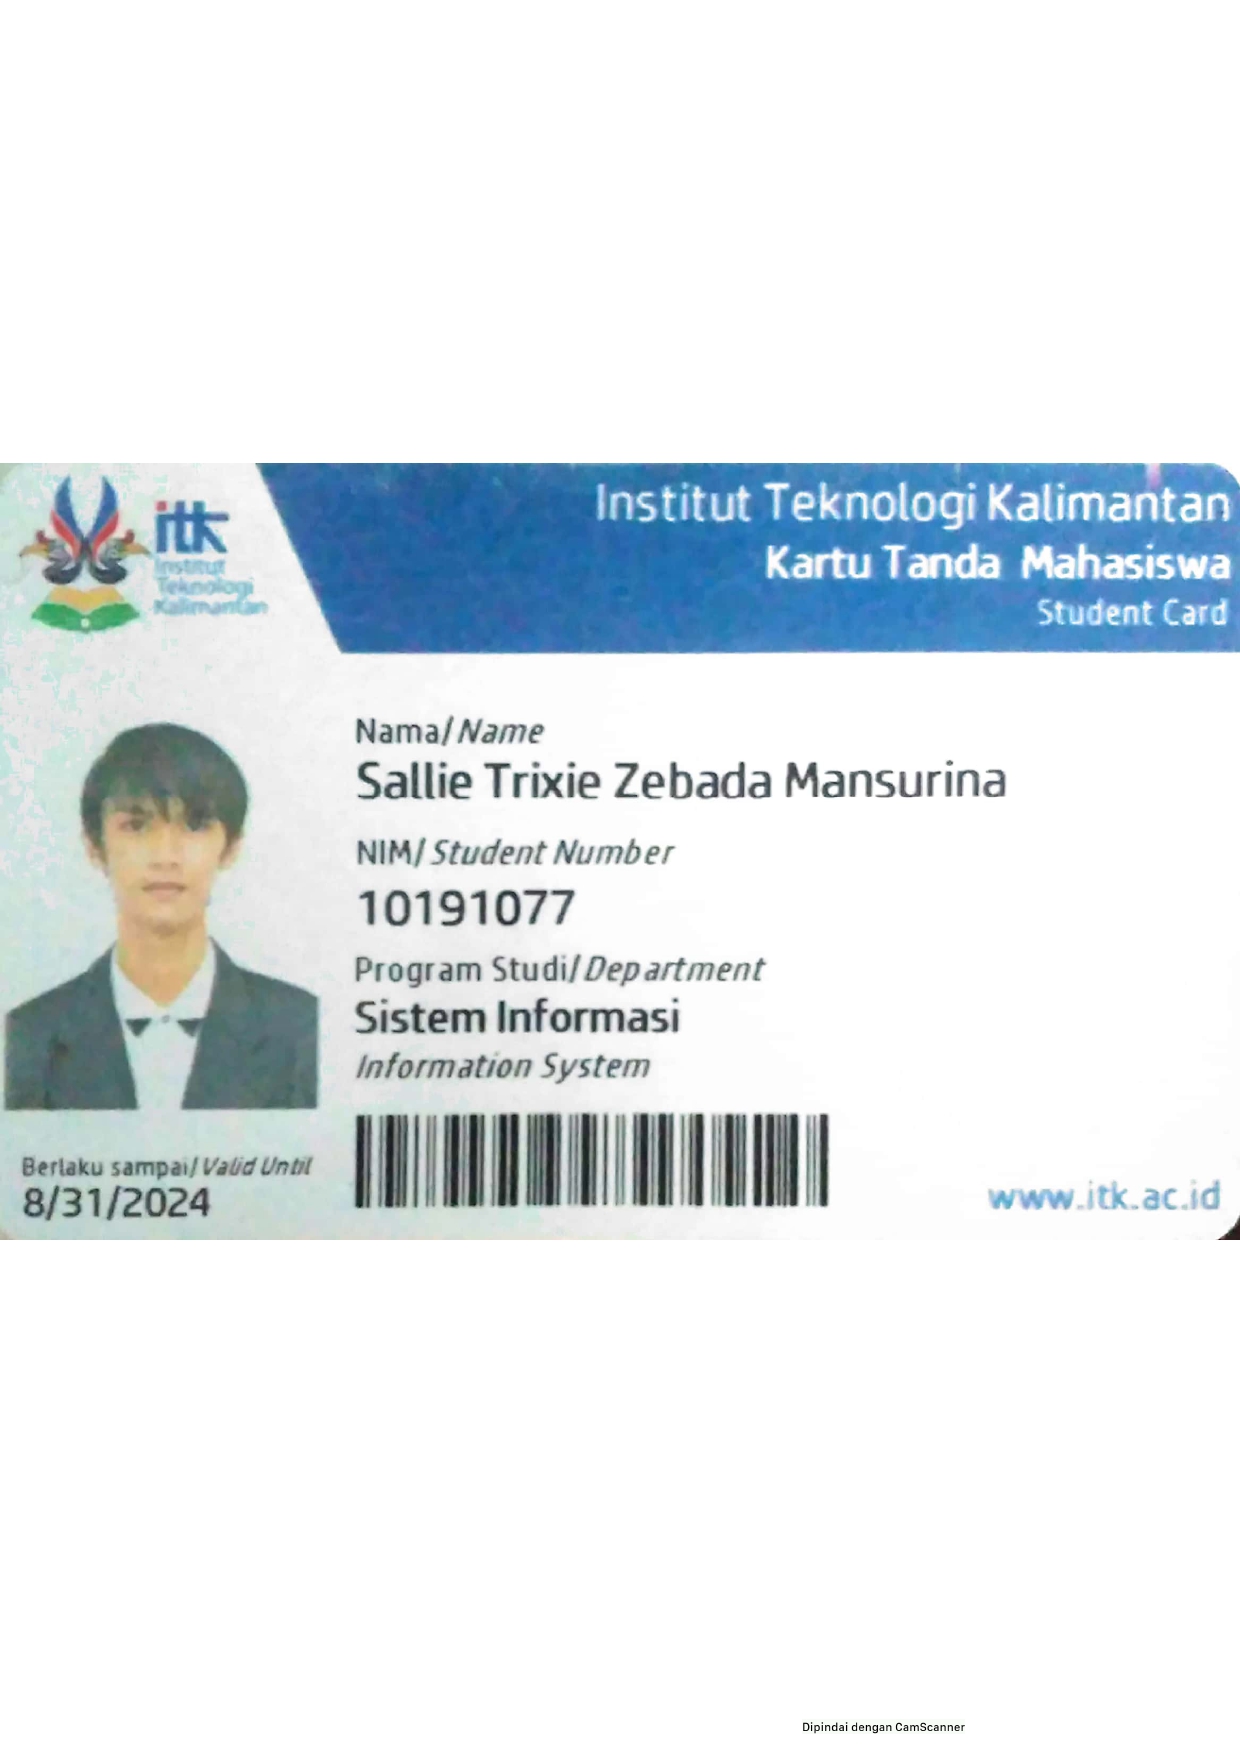 itk
Institut
Teknologi
Kalimantan
Institut Teknologi Kalimantan
Kartu Tanda Mahasiswa
Student Card
Nama/Name
Sallie Trixie Zebada Mansurina
NIM/Student Number
10191077
Program Studi/Department
Sistem Informasi
Information System
Berlaku sampai/Valid Until
8/31/2024
www.itk.ac.id
Dipindai dengan CamScanner